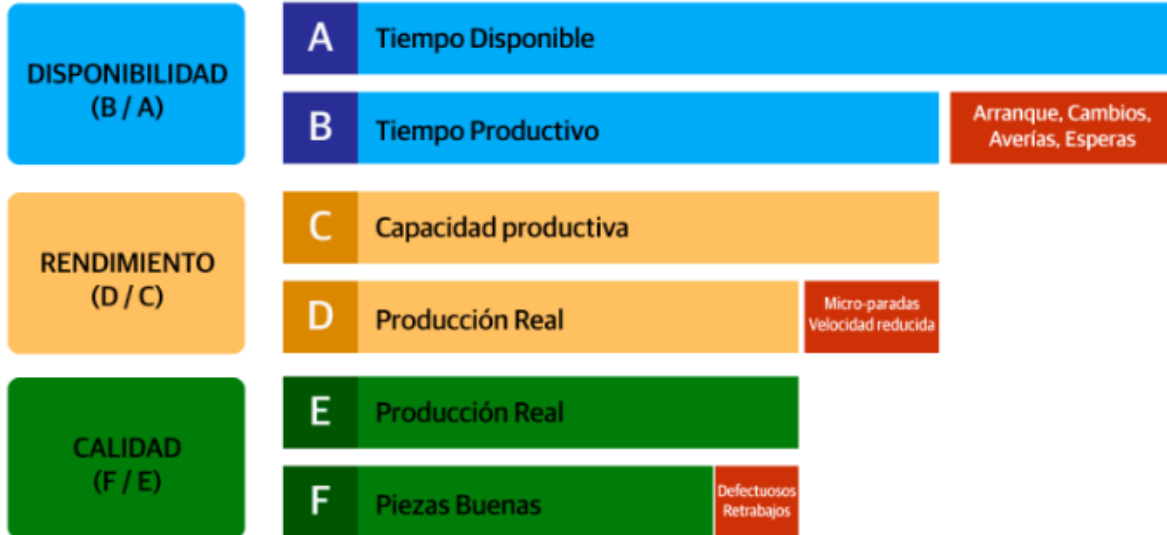 DISPONIBILIDAD
(B / A)
A
Tiempo Disponible
B
Tiempo Productivo
Arranque, Cambios,
Averías, Esperas
RENDIMIENTO
(D / C)
C
Capacidad productiva
D
Producción Real
Micro-paradas
Velocidad reducida
CALIDAD
(F / E)
E
Producción Real
F
Piezas Buenas
Defectuosos
Retrabajos